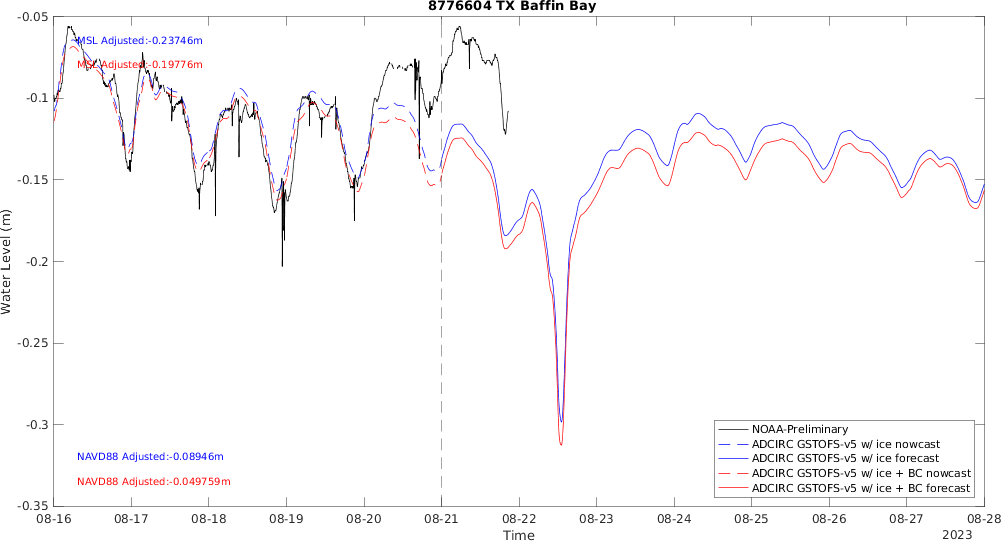 8776604 TX Baffin Bay
MSL Adjusted:-0.23746m
MSL Adjusted:-0.19776m
NAVD88 Adjusted:-0.08946m
NAVD88 Adjusted:-0.049759m
Water Level (m)
-0.05
-0.1
-0.15
-0.2
-0.25
-0.3
-0.35
NOAA-Preliminary
ADCIRC GSTOFS-v5 w/ ice nowcast
ADCIRC GSTOFS-v5 w/ ice forecast
ADCIRC GSTOFS-v5 w/ ice + BC nowcast
ADCIRC GSTOFS-v5 w/ ice + BC forecast
08-16 08-17 08-18 08-19 08-20 08-21 08-22 08-23 08-24 08-25 08-26 08-27 08-28
Time
2023